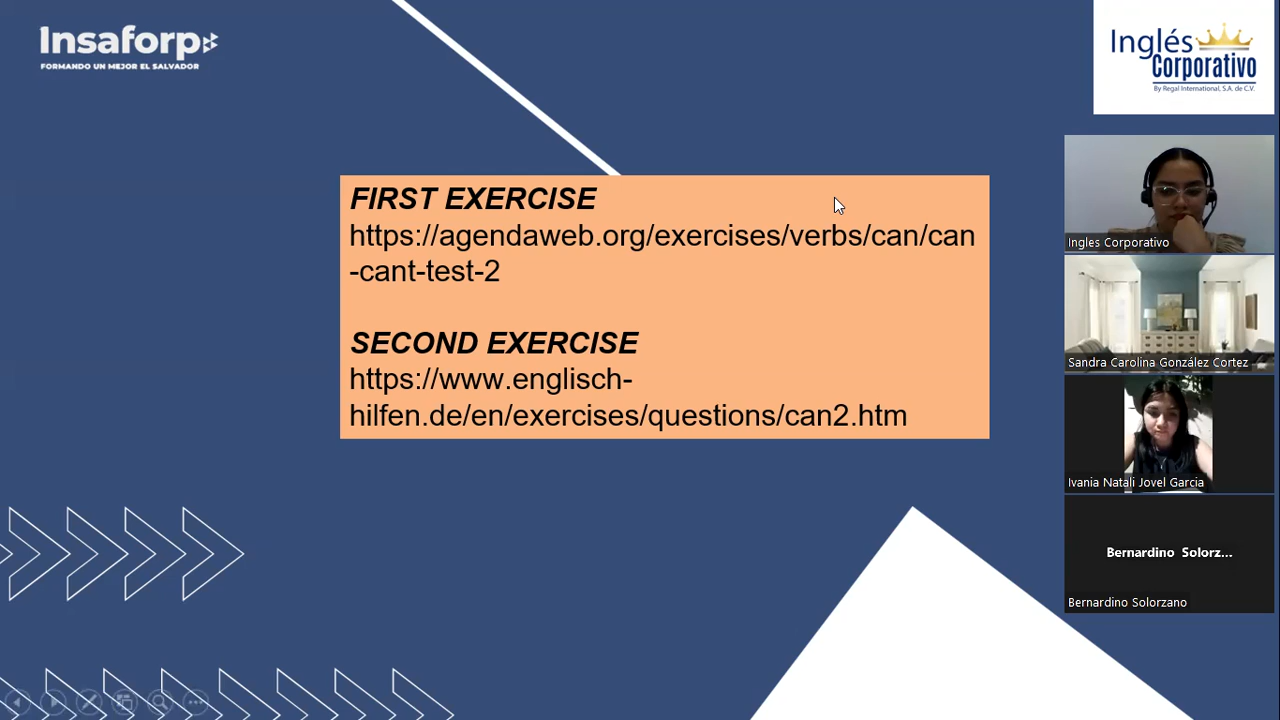 Insaforp
FORMANDO UN MEJOR EL SALVADOR
Inglés
Corporativo
By Regal International, S.A. de C.V.
FIRST EXERCISE
https://agendaweb.org/exercises/verbs/can/can
-cant-test-2
SECOND EXERCISE
https://www.englisch-
hilfen.de/en/exercises/questions/can2.htm
Ingles Corporativo
Sandra Carolina González Cortez
Ivania Natali Jovel Garcia
Bernardino Solorz...
Bernardino Solorzano